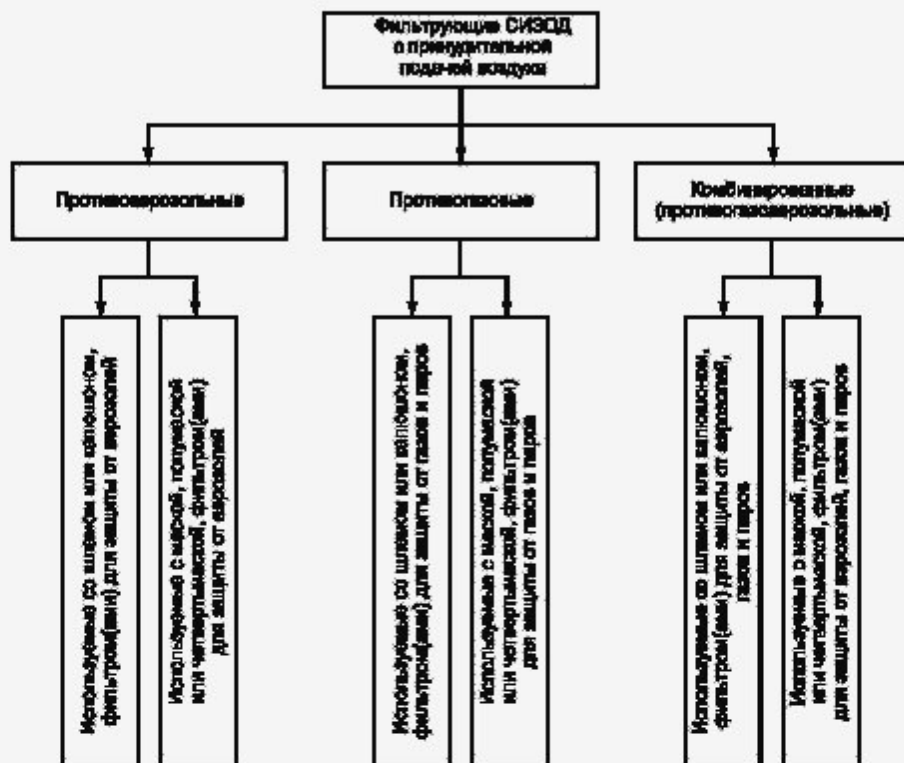 Фильтрующие СИЗОД
с принудительной
подачей воздуха
Противоаэрозольные
Противогазовые
Комбинированные
(противогазоаэрозольные)
Используемые со шлемом или капюшоном,
фильтром(ами) для защиты от аэрозолей
Используемые с маской, полумаской
или четвертьмаской, фильтром(ами)
для защиты от аэрозолей
Используемые со шлемом или капюшоном,
фильтром(ами) для защиты от газов и паров
Используемые с маской, полумаской
или четвертьмаской, фильтром(ами)
для защиты от газов и паров
Используемые со шлемом или капюшоном,
фильтром(ами) для защиты от аэрозолей,
газов и паров
Используемые с маской, полумаской
или четвертьмаской, фильтром(ами)
для защиты от аэрозолей, газов и паров